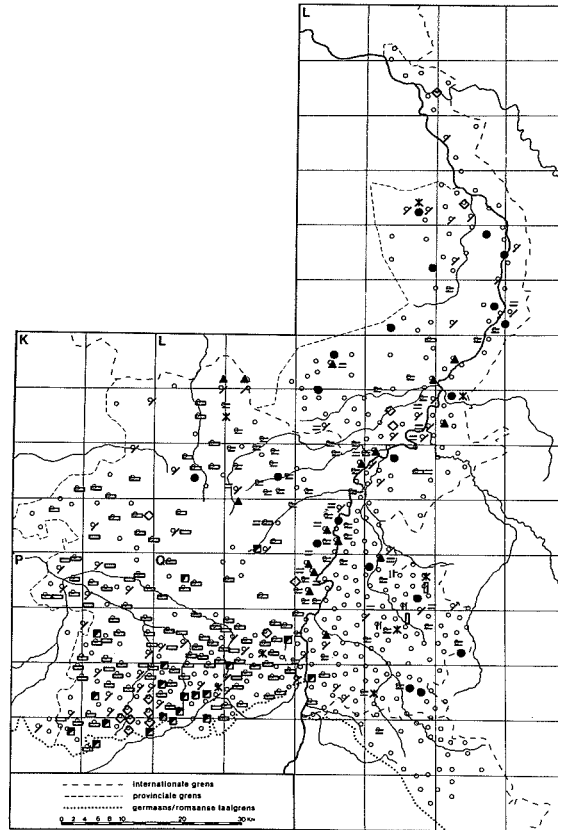 L
K
L
P
Q
internationale grens
provinciale grens
germaans/romaanse taalgrens
0 2 4 6 8 10 20 30 Km